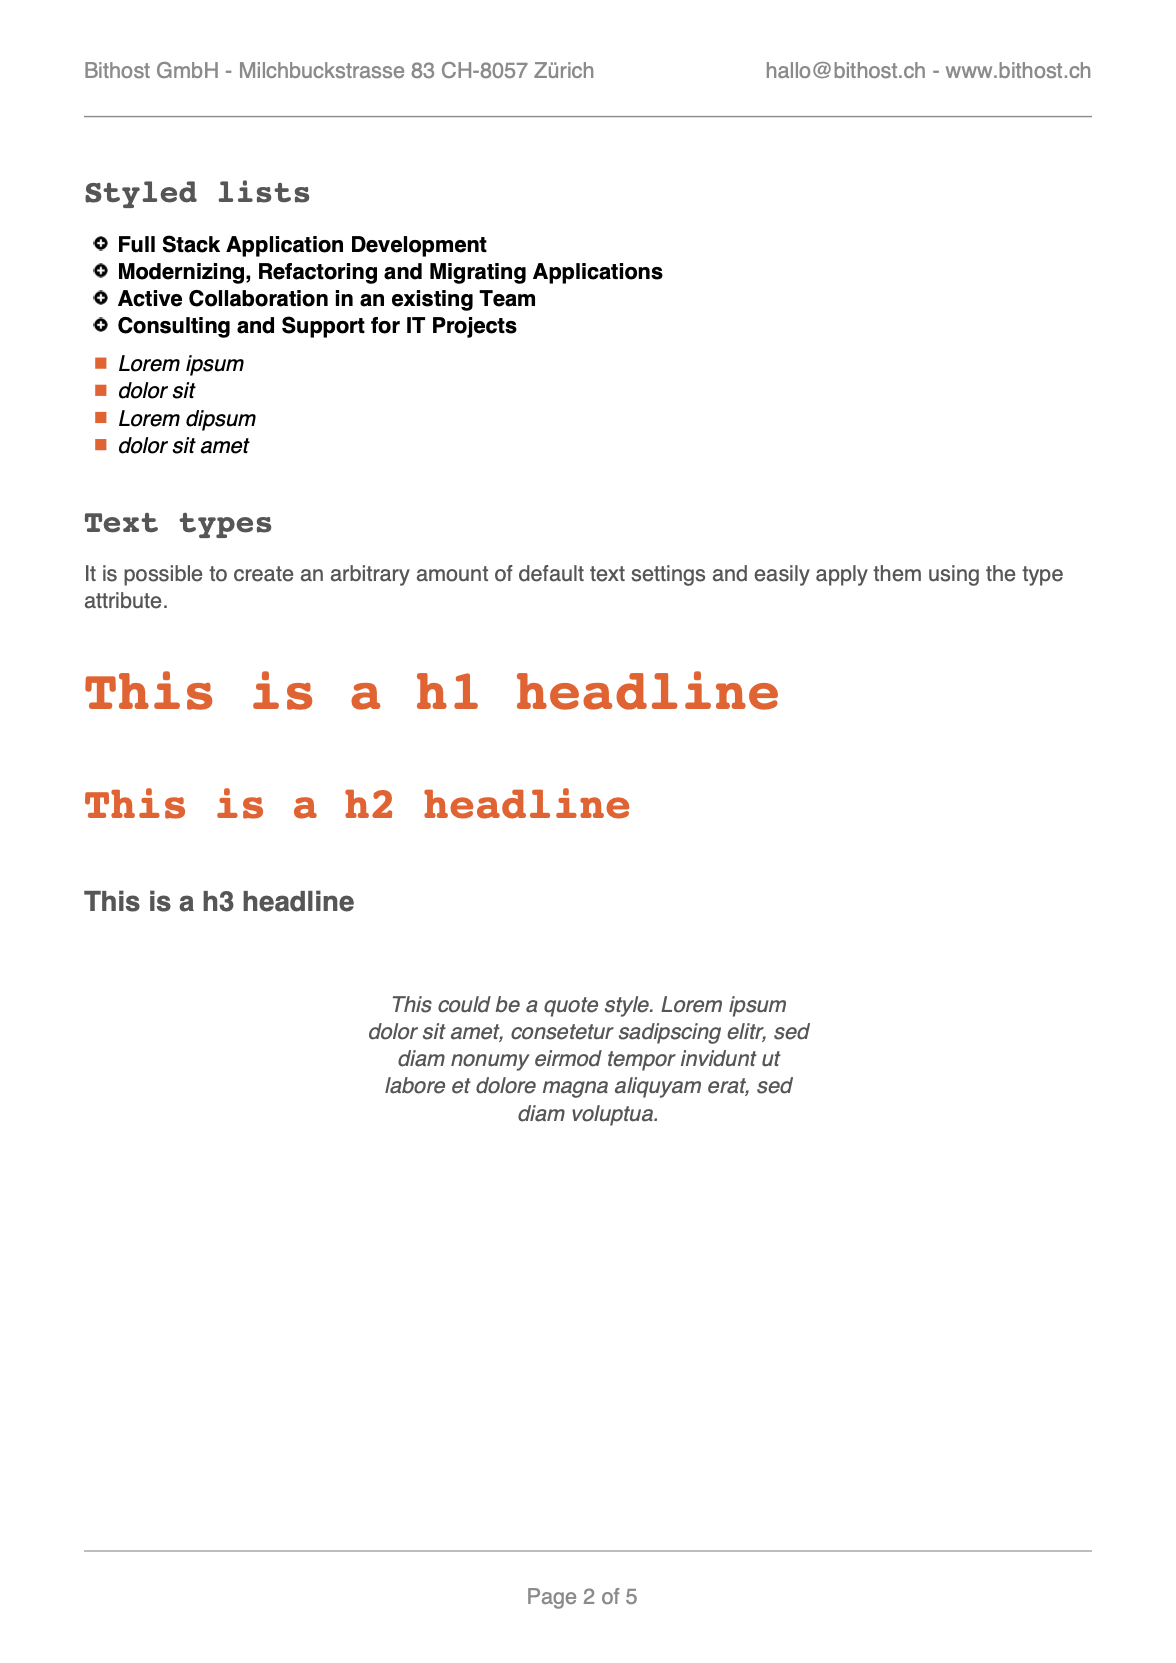 Bithost GmbH - Milchbuckstrasse 83 CH-8057 Zürich
hallo@bithost.ch - www.bithost.ch
Styled lists
Full Stack Application Development
Modernizing, Refactoring and Migrating Applications
Active Collaboration in an existing Team
Consulting and Support for IT Projects
Lorem ipsum
dolor sit
Lorem dipsum
dolor sit amet
Text types
It is possible to create an arbitrary amount of default text settings and easily apply them using the type
attribute.
This is a h1 headline
This is a h2 headline
This is a h3 headline
This could be a quote style. Lorem ipsum
dolor sit amet, consetetur sadipscing elitr, sed
diam nonumy eirmod tempor invidunt ut
labore et dolore magna aliquyam erat, sed
diam voluptua.
Page 2 of 5